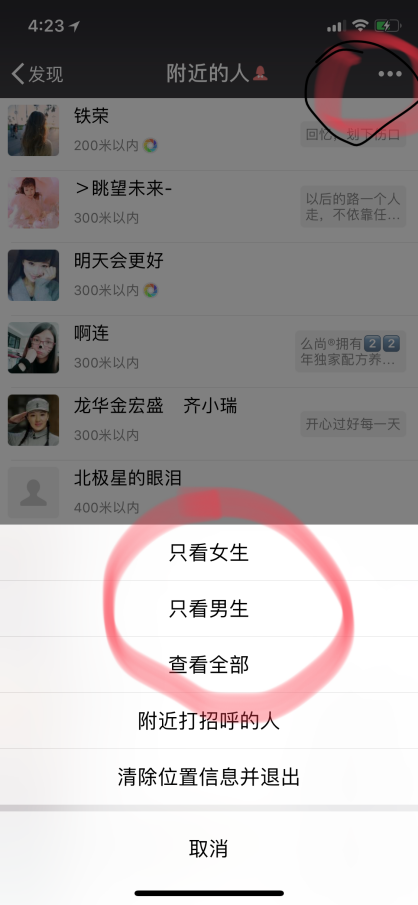 4:23
发现
附近的人
铁荣
200米以内
回忆，划下伤口
＞眺望未来-
300米以内
以后的路一个人
走，不依靠任...
明天会更好
300米以内
啊连
300米以内
么尚®拥有22
年独家配方养...
龙华金宏盛 齐小瑞
300米以内
开心过好每一天
北极星的眼泪
400米以内
只看女生
只看男生
查看全部
附近打招呼的人
清除位置信息并退出
取消